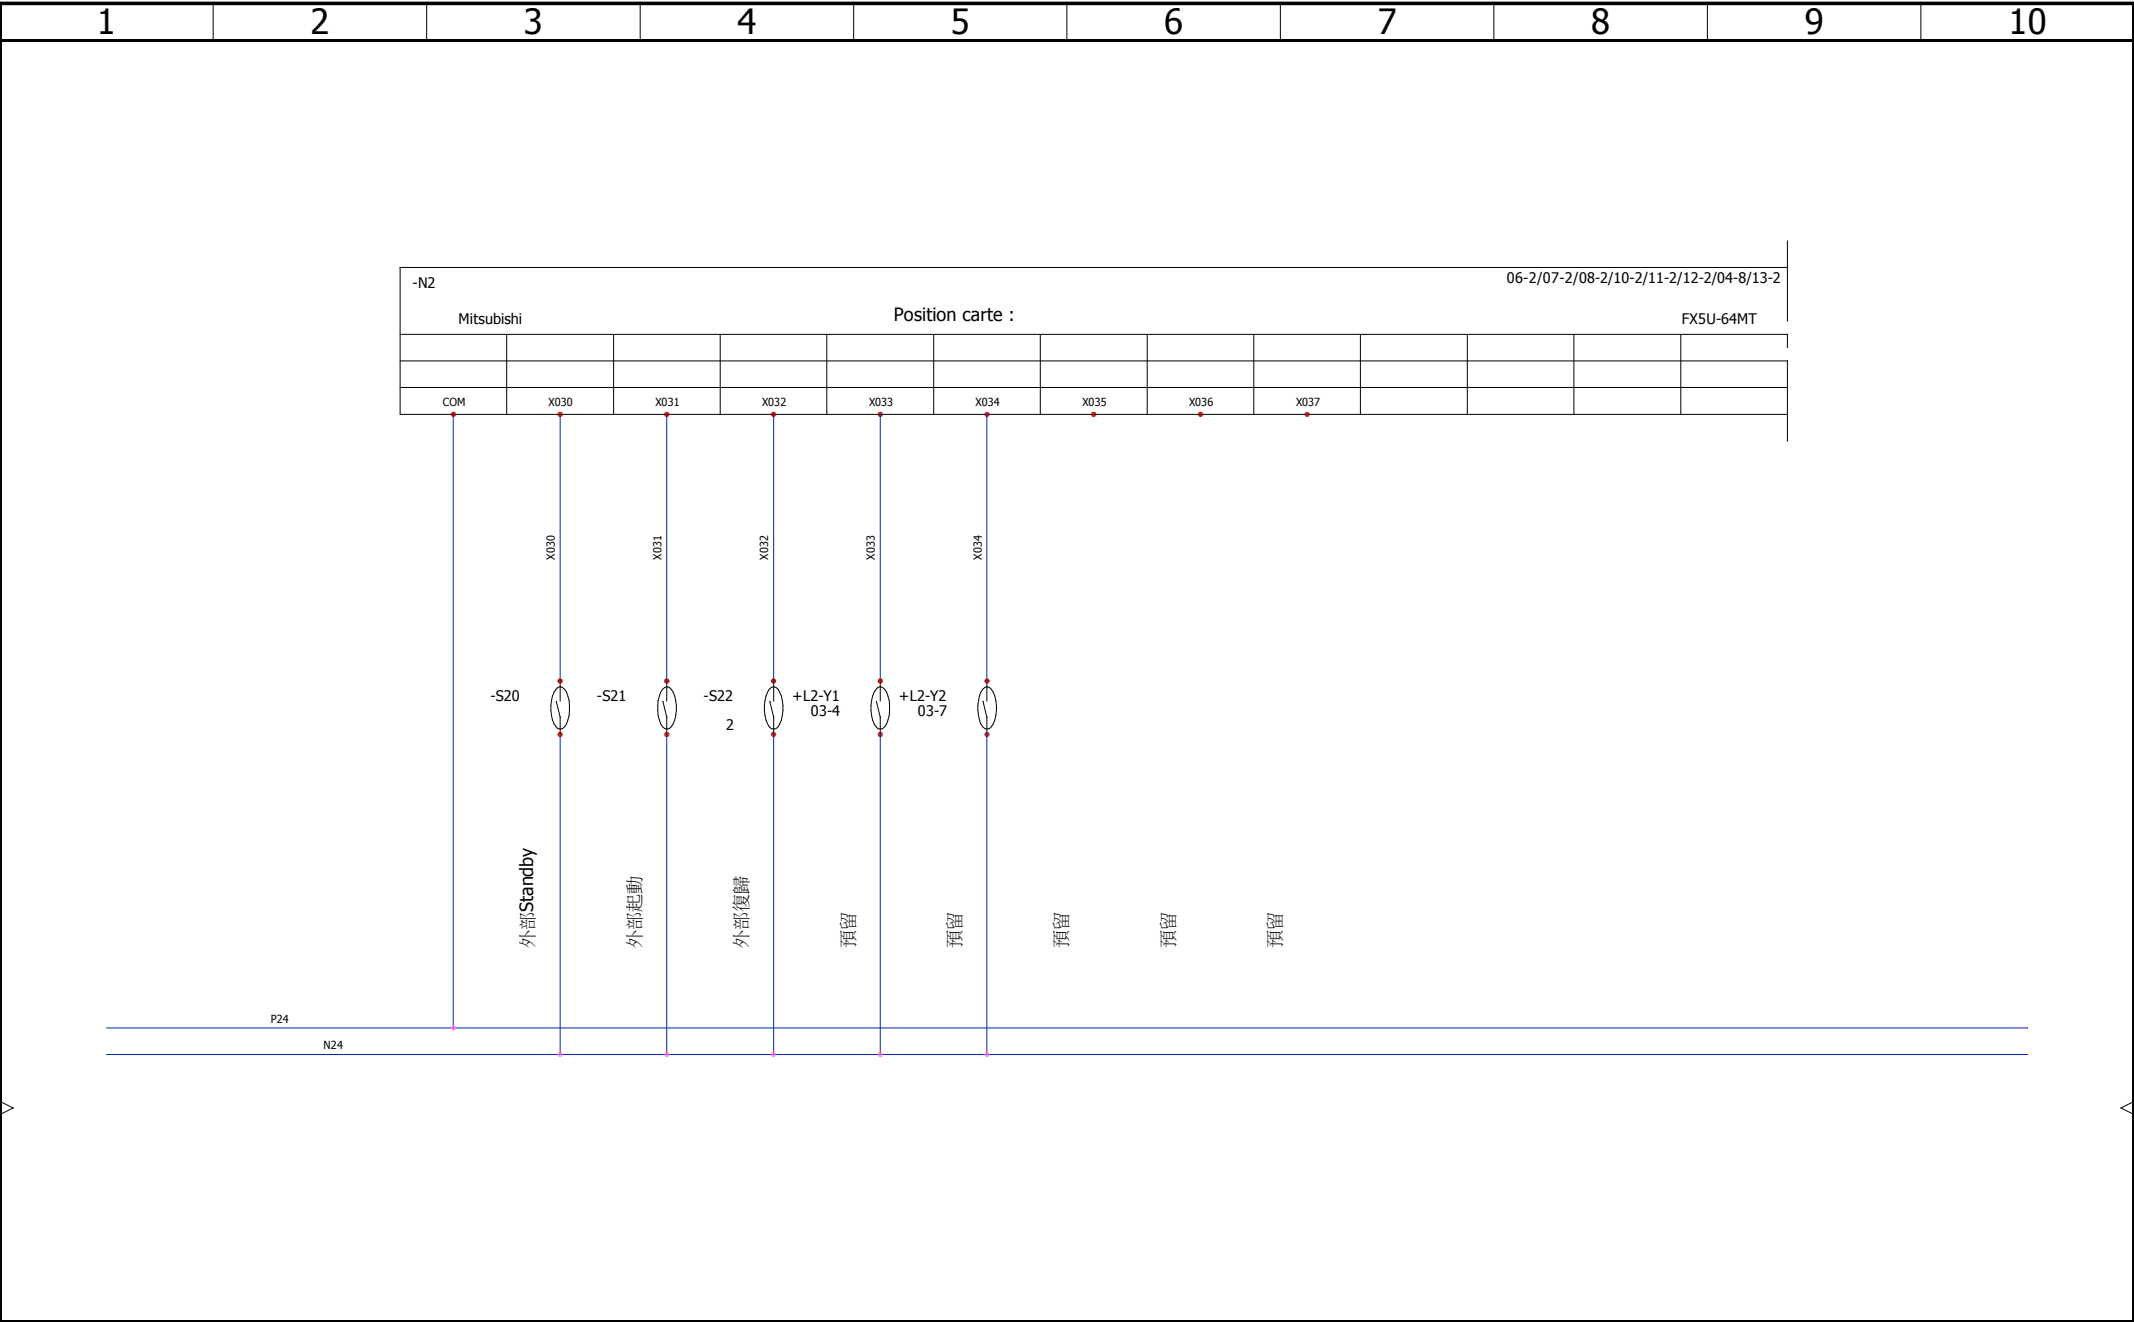 1 2 3 4 5 6 7 8 9 10
-N2 06-2/07-2/08-2/10-2/11-2/12-2/04-8/13-2
Mitsubishi Position carte : FX5U-64MT
COM X030 X031 X032 X033 X034 X035 X036 X037
X030
X031
X032
X033
X034
-S20 -S21 -S22 +L2-Y1 +L2-Y2
03-4 03-7
2
外部Standby
外部起動
外部復歸
預留
預留
預留
預留
預留
P24
N24